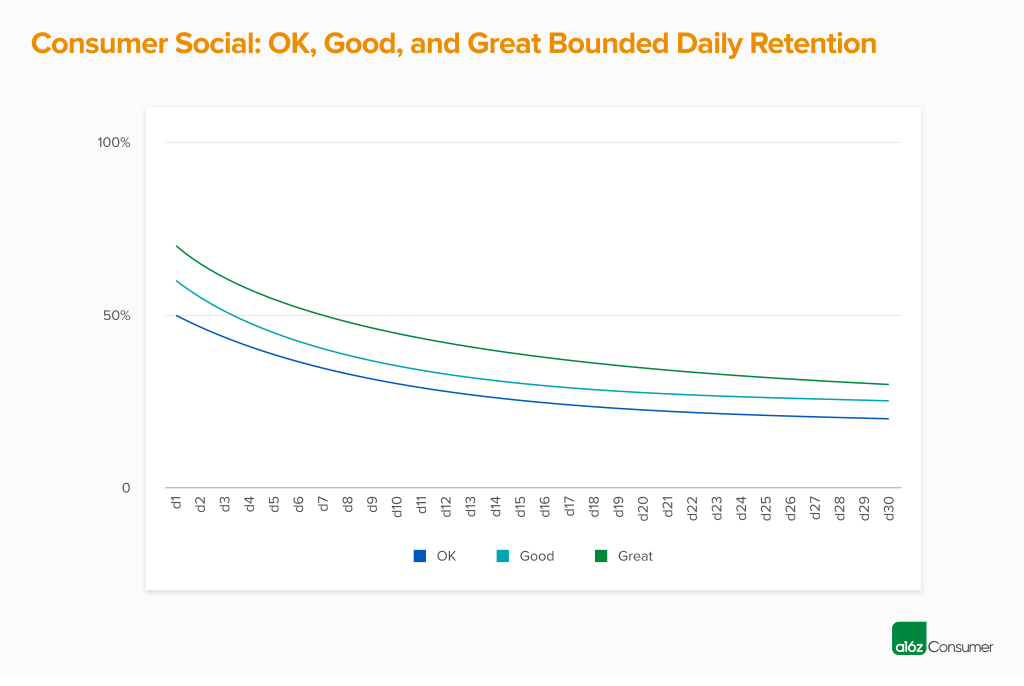 Consumer Social: OK, Good, and Great Bounded Daily Retention
100%
50%
0
d1 d2 d3 d4 d5 d6 d7 d8 d9 d10 d11 d12 d13 d14 d15 d16 d17 d18 d19 d20 d21 d22 d23 d24 d25 d26 d27 d28 d29 d30
OK Good Great
a16z Consumer